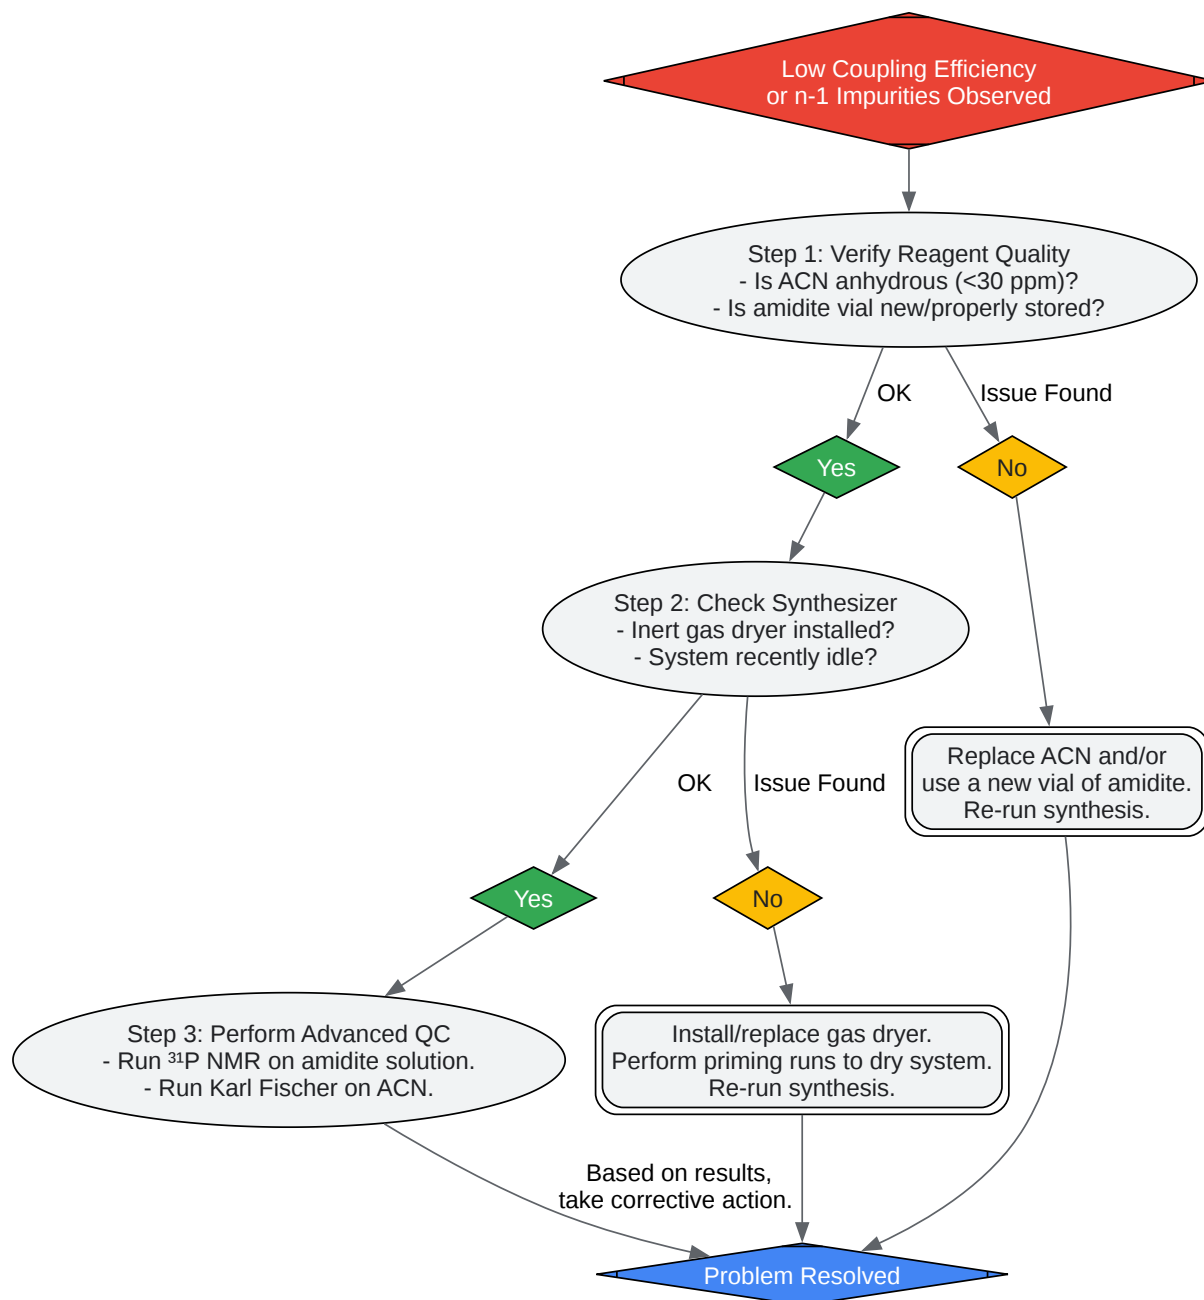 Low Coupling Efficiency
or n-1 Impurities Observed
Step 1: Verify Reagent Quality
- Is ACN anhydrous (<30 ppm)?
- Is amidite vial new/properly stored?
OK
Issue Found
Yes
No
Step 2: Check Synthesizer
- Inert gas dryer installed?
- System recently idle?
OK
Issue Found
Replace ACN and/or
use a new vial of amidite.
Re-run synthesis.
Yes
No
Step 3: Perform Advanced QC
- Run ³¹P NMR on amidite solution.
- Run Karl Fischer on ACN.
Install/replace gas dryer.
Perform priming runs to dry system.
Re-run synthesis.
Based on results,
take corrective action.
Problem Resolved